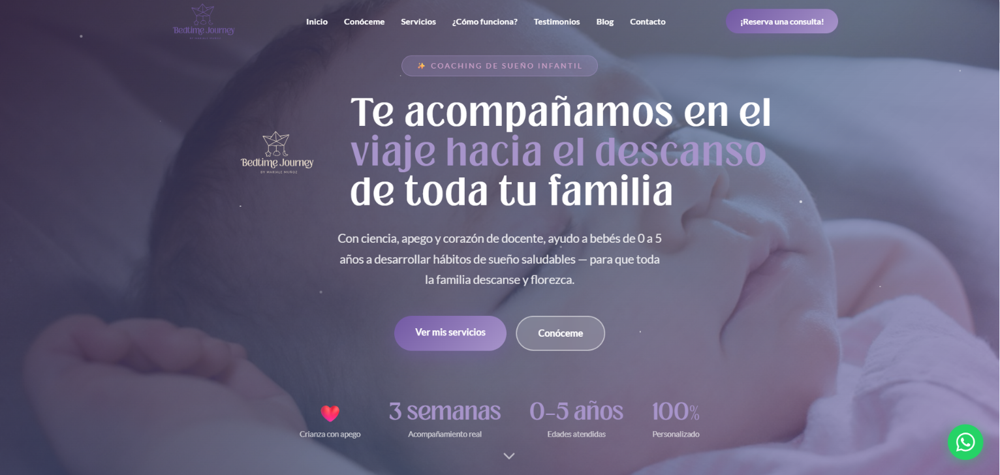 Bedtime Journey
BY MARIALE MUÑOZ
Inicio
Conóceme
Servicios
¿Cómo funciona?
Testimonios
Blog
Contacto
¡Reserva una consulta!
✨ COACHING DE SUEÑO INFANTIL
Bedtime Journey
BY MARIALE MUÑOZ
Te acompañamos en el
viaje hacia el descanso
de toda tu familia
Con ciencia, apego y corazón de docente, ayudo a bebés de 0 a 5
años a desarrollar hábitos de sueño saludables — para que toda
la familia descanse y florezca.
Ver mis servicios
Conóceme
Crianza con apego
3 semanas
Acompañamiento real
0–5 años
Edades atendidas
100%
Personalizado